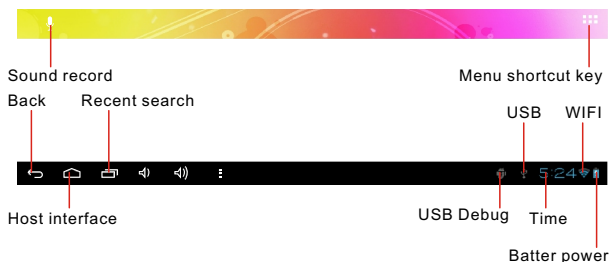 Sound record
Menu shortcut key
Back
Recent search
USB
WIFI
5:24
Host interface
USB Debug
Time
Batter power